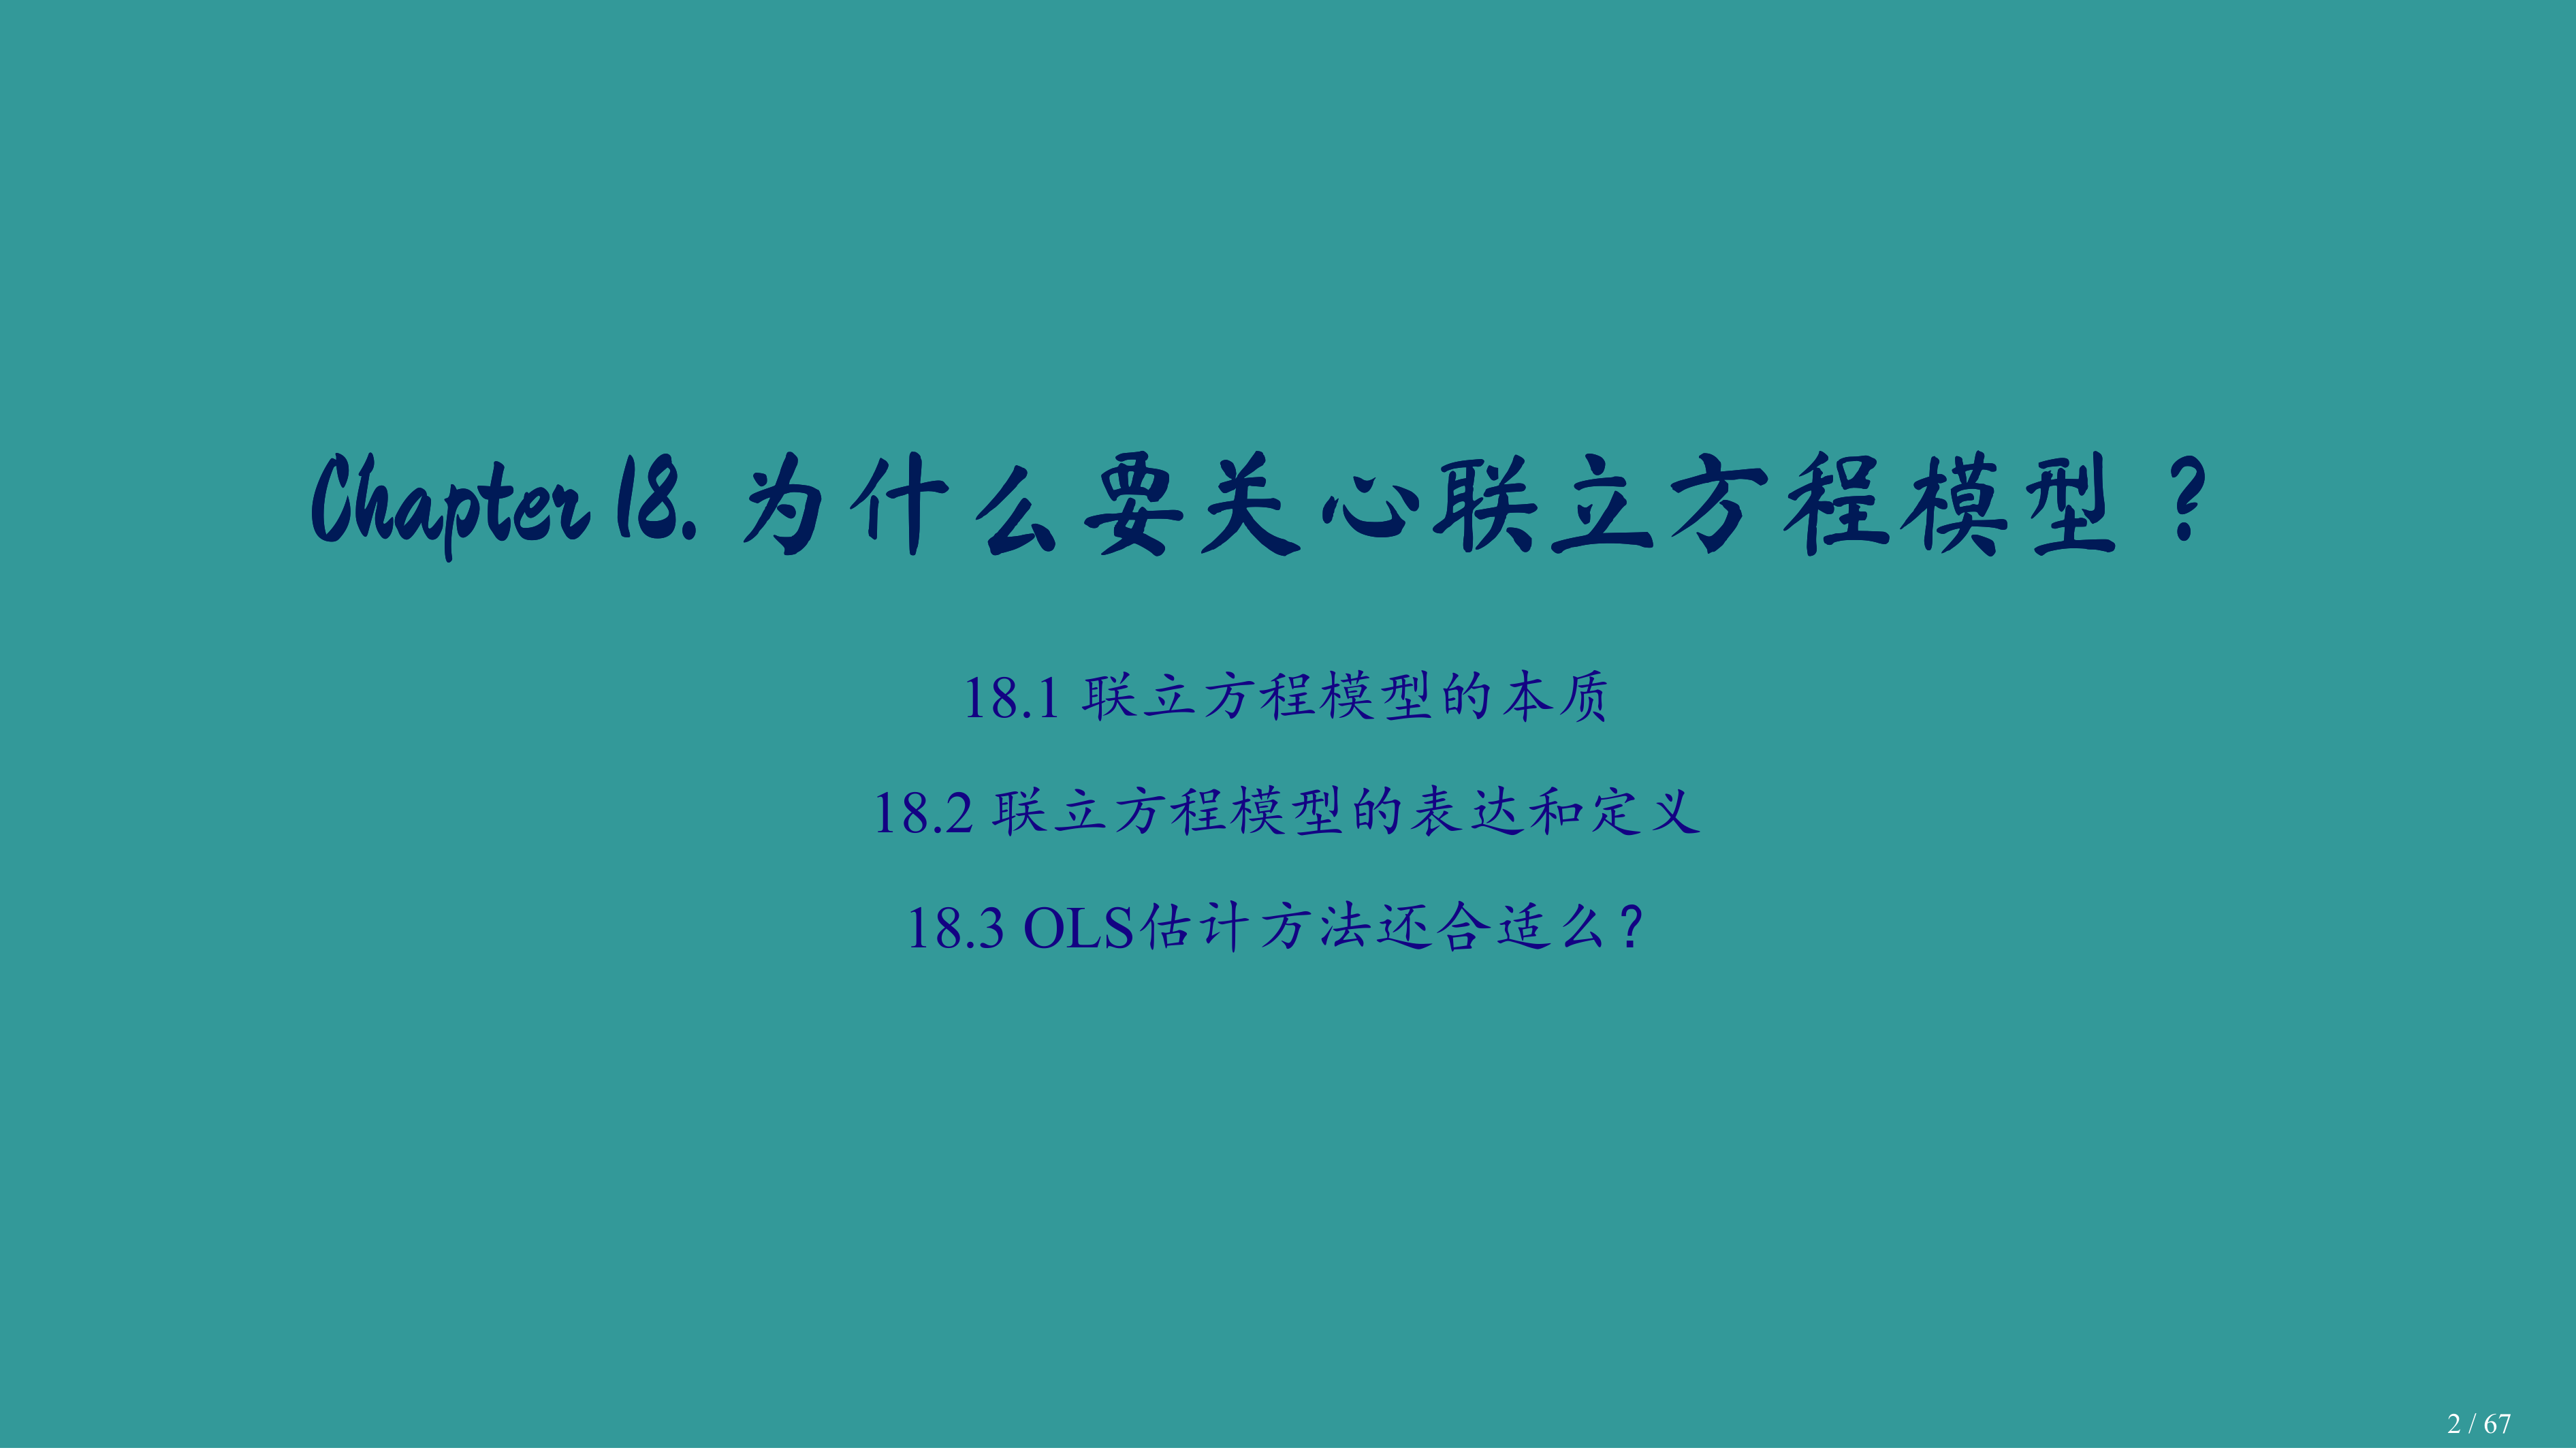 Chapter 18. 为什么要关心联立方程模型？
18.1 联立方程模型的本质
18.2 联立方程模型的表达和定义
18.3 OLS估计方法还合适么？
2 / 67